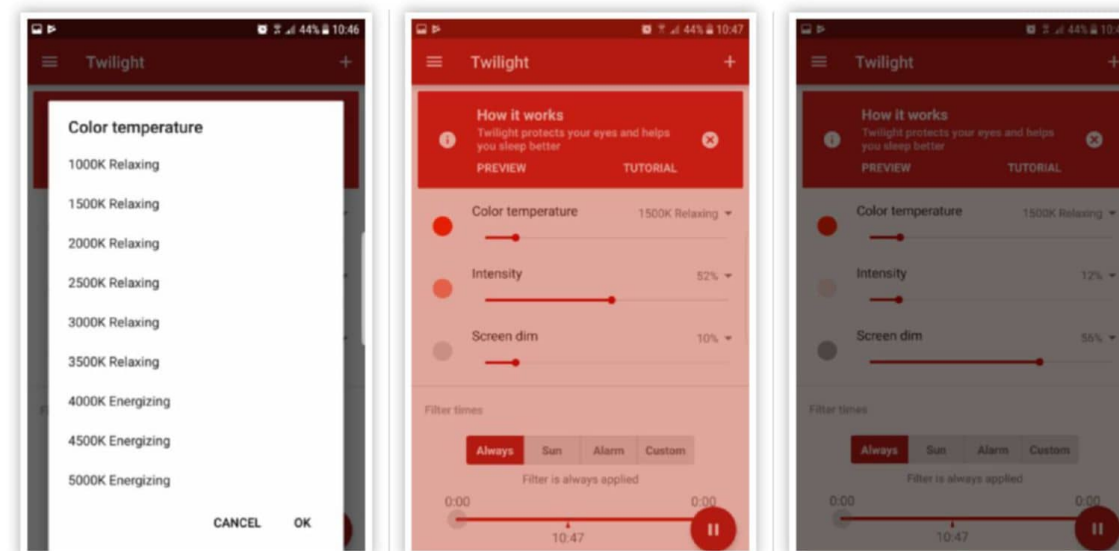 44% 10:46
Twilight
Color temperature
1000K Relaxing
1500K Relaxing
2000K Relaxing
2500K Relaxing
3000K Relaxing
3500K Relaxing
4000K Energizing
4500K Energizing
5000K Energizing
CANCEL OK
44% 10:47
Twilight
How it works
Twilight protects your eyes and helps
you sleep better
PREVIEW TUTORIAL
Color temperature 1500K Relaxing
Intensity 52%
Screen dim 10%
Filter times
Always Sun Alarm Custom
Filter is always applied
0:00 0:00
10:47
44%
Twilight
How it works
Twilight protects your eyes and helps
you sleep better
PREVIEW TUTORIAL
Color temperature 1500K Relaxing
Intensity 12%
Screen dim 56%
Filter times
Always Sun Alarm Custom
Filter is always applied
0:00 0:00
10:47